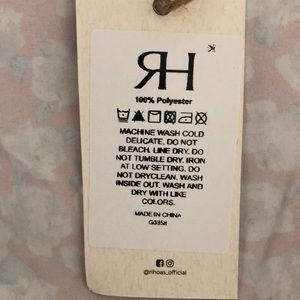 RH
100% Polyester
MACHINE WASH COLD
DELICATE, DO NOT
BLEACH. LINE DRY. DO
NOT TUMBLE DRY. IRON
AT LOW SETTING. DO
NOT DRYCLEAN. WASH
INSIDE OUT. WASH AND
DRY WITH LIKE
COLORS.
MADE IN CHINA
@rihoas_official